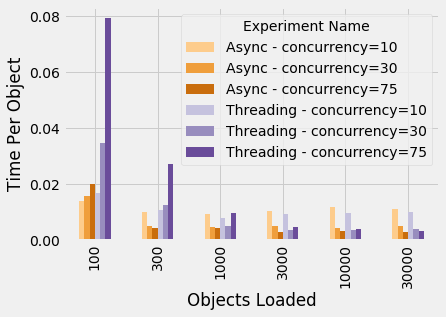 Experiment Name
Async - concurrency=10
Async - concurrency=30
Async - concurrency=75
Threading - concurrency=10
Threading - concurrency=30
Threading - concurrency=75
Time Per Object
0.08
0.06
0.04
0.02
0.00
100
300
1000
3000
10000
30000
Objects Loaded